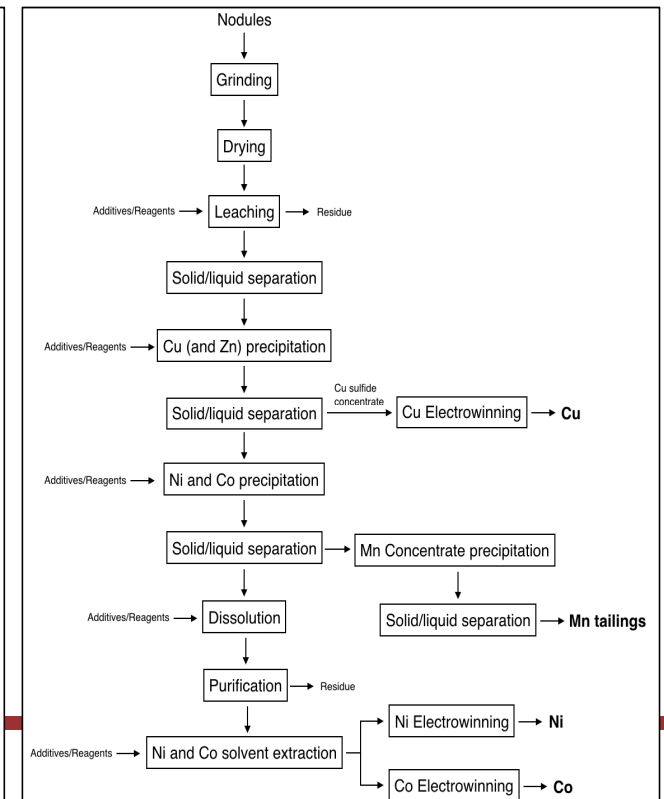 Nodules
Grinding
Drying
Additives/Reagents
Leaching
Residue
Solid/liquid separation
Additives/Reagents
Cu (and Zn) precipitation
Solid/liquid separation
Cu sulfide
concentrate
Cu Electrowinning
Cu
Additives/Reagents
Ni and Co precipitation
Solid/liquid separation
Mn Concentrate precipitation
Additives/Reagents
Dissolution
Solid/liquid separation
Mn tailings
Purification
Residue
Additives/Reagents
Ni and Co solvent extraction
Ni Electrowinning
Ni
Co Electrowinning
Co